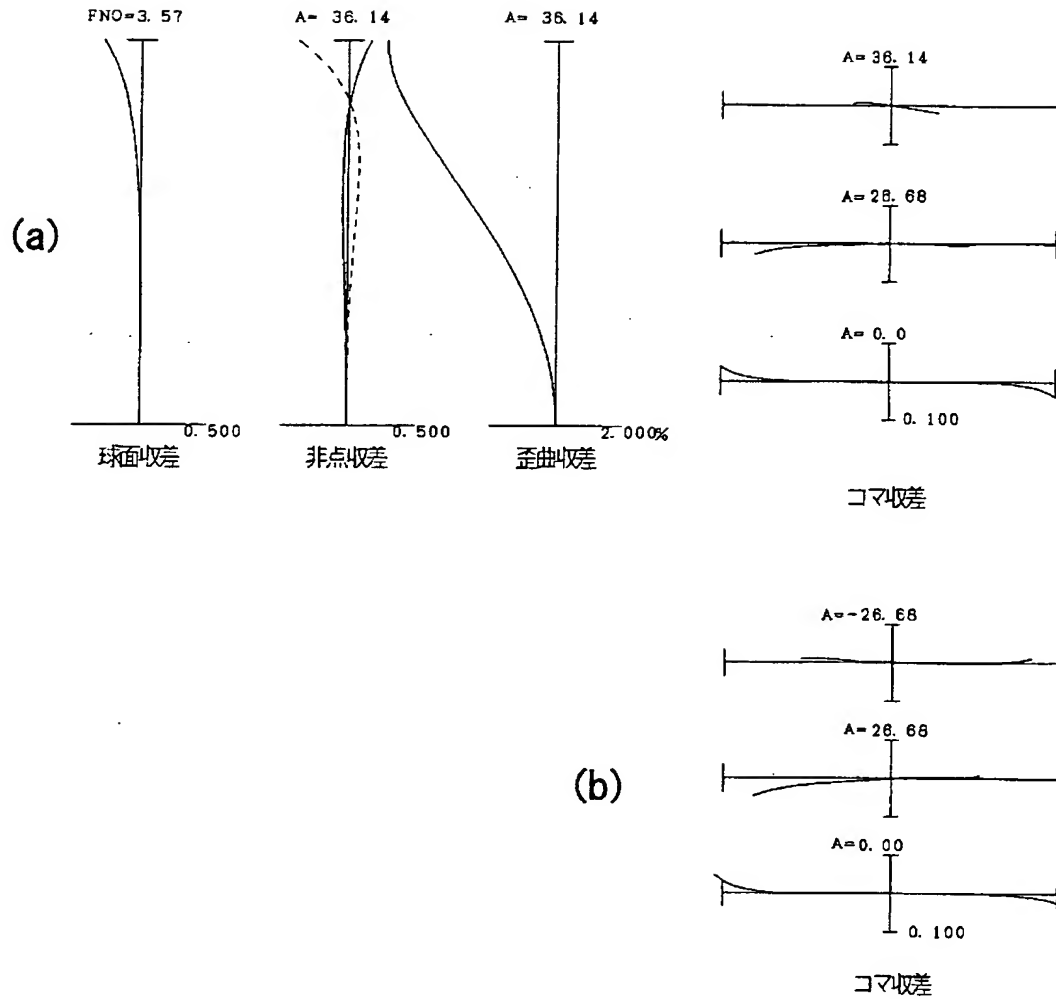 FNO=3.57
A= 36.14
A= 36.14
(a)
0.500
0.500
2.000%
球面収差
非点収差
歪曲収差
A=36.14
A=26.68
A=0.0
0.100
コマ収差
(b)
A=-26.68
A=26.68
A=0.00
0.100
コマ収差